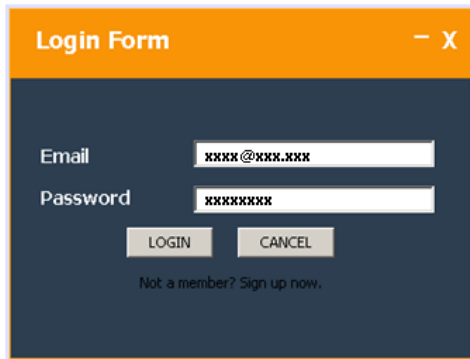 Login Form – X
Email xxxx@xxx.xxx
Password xxxxxxxx
LOGIN CANCEL
Not a member? Sign up now.